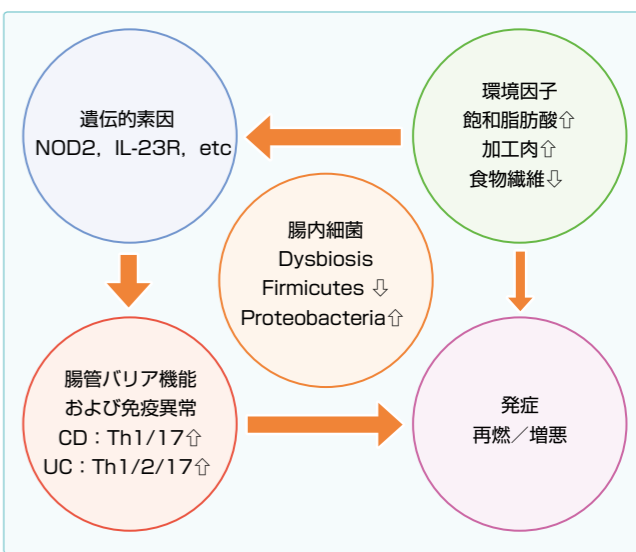 遺伝的素因
NOD2，IL-23R，etc
環境因子
飽和脂肪酸⇧
加工肉⇧
食物繊維⇩
腸内細菌
Dysbiosis
Firmicutes ⇩
Proteobacteria⇧
腸管バリア機能
および免疫異常
CD：Th1/17⇧
UC：Th1/2/17⇧
発症
再燃／増悪